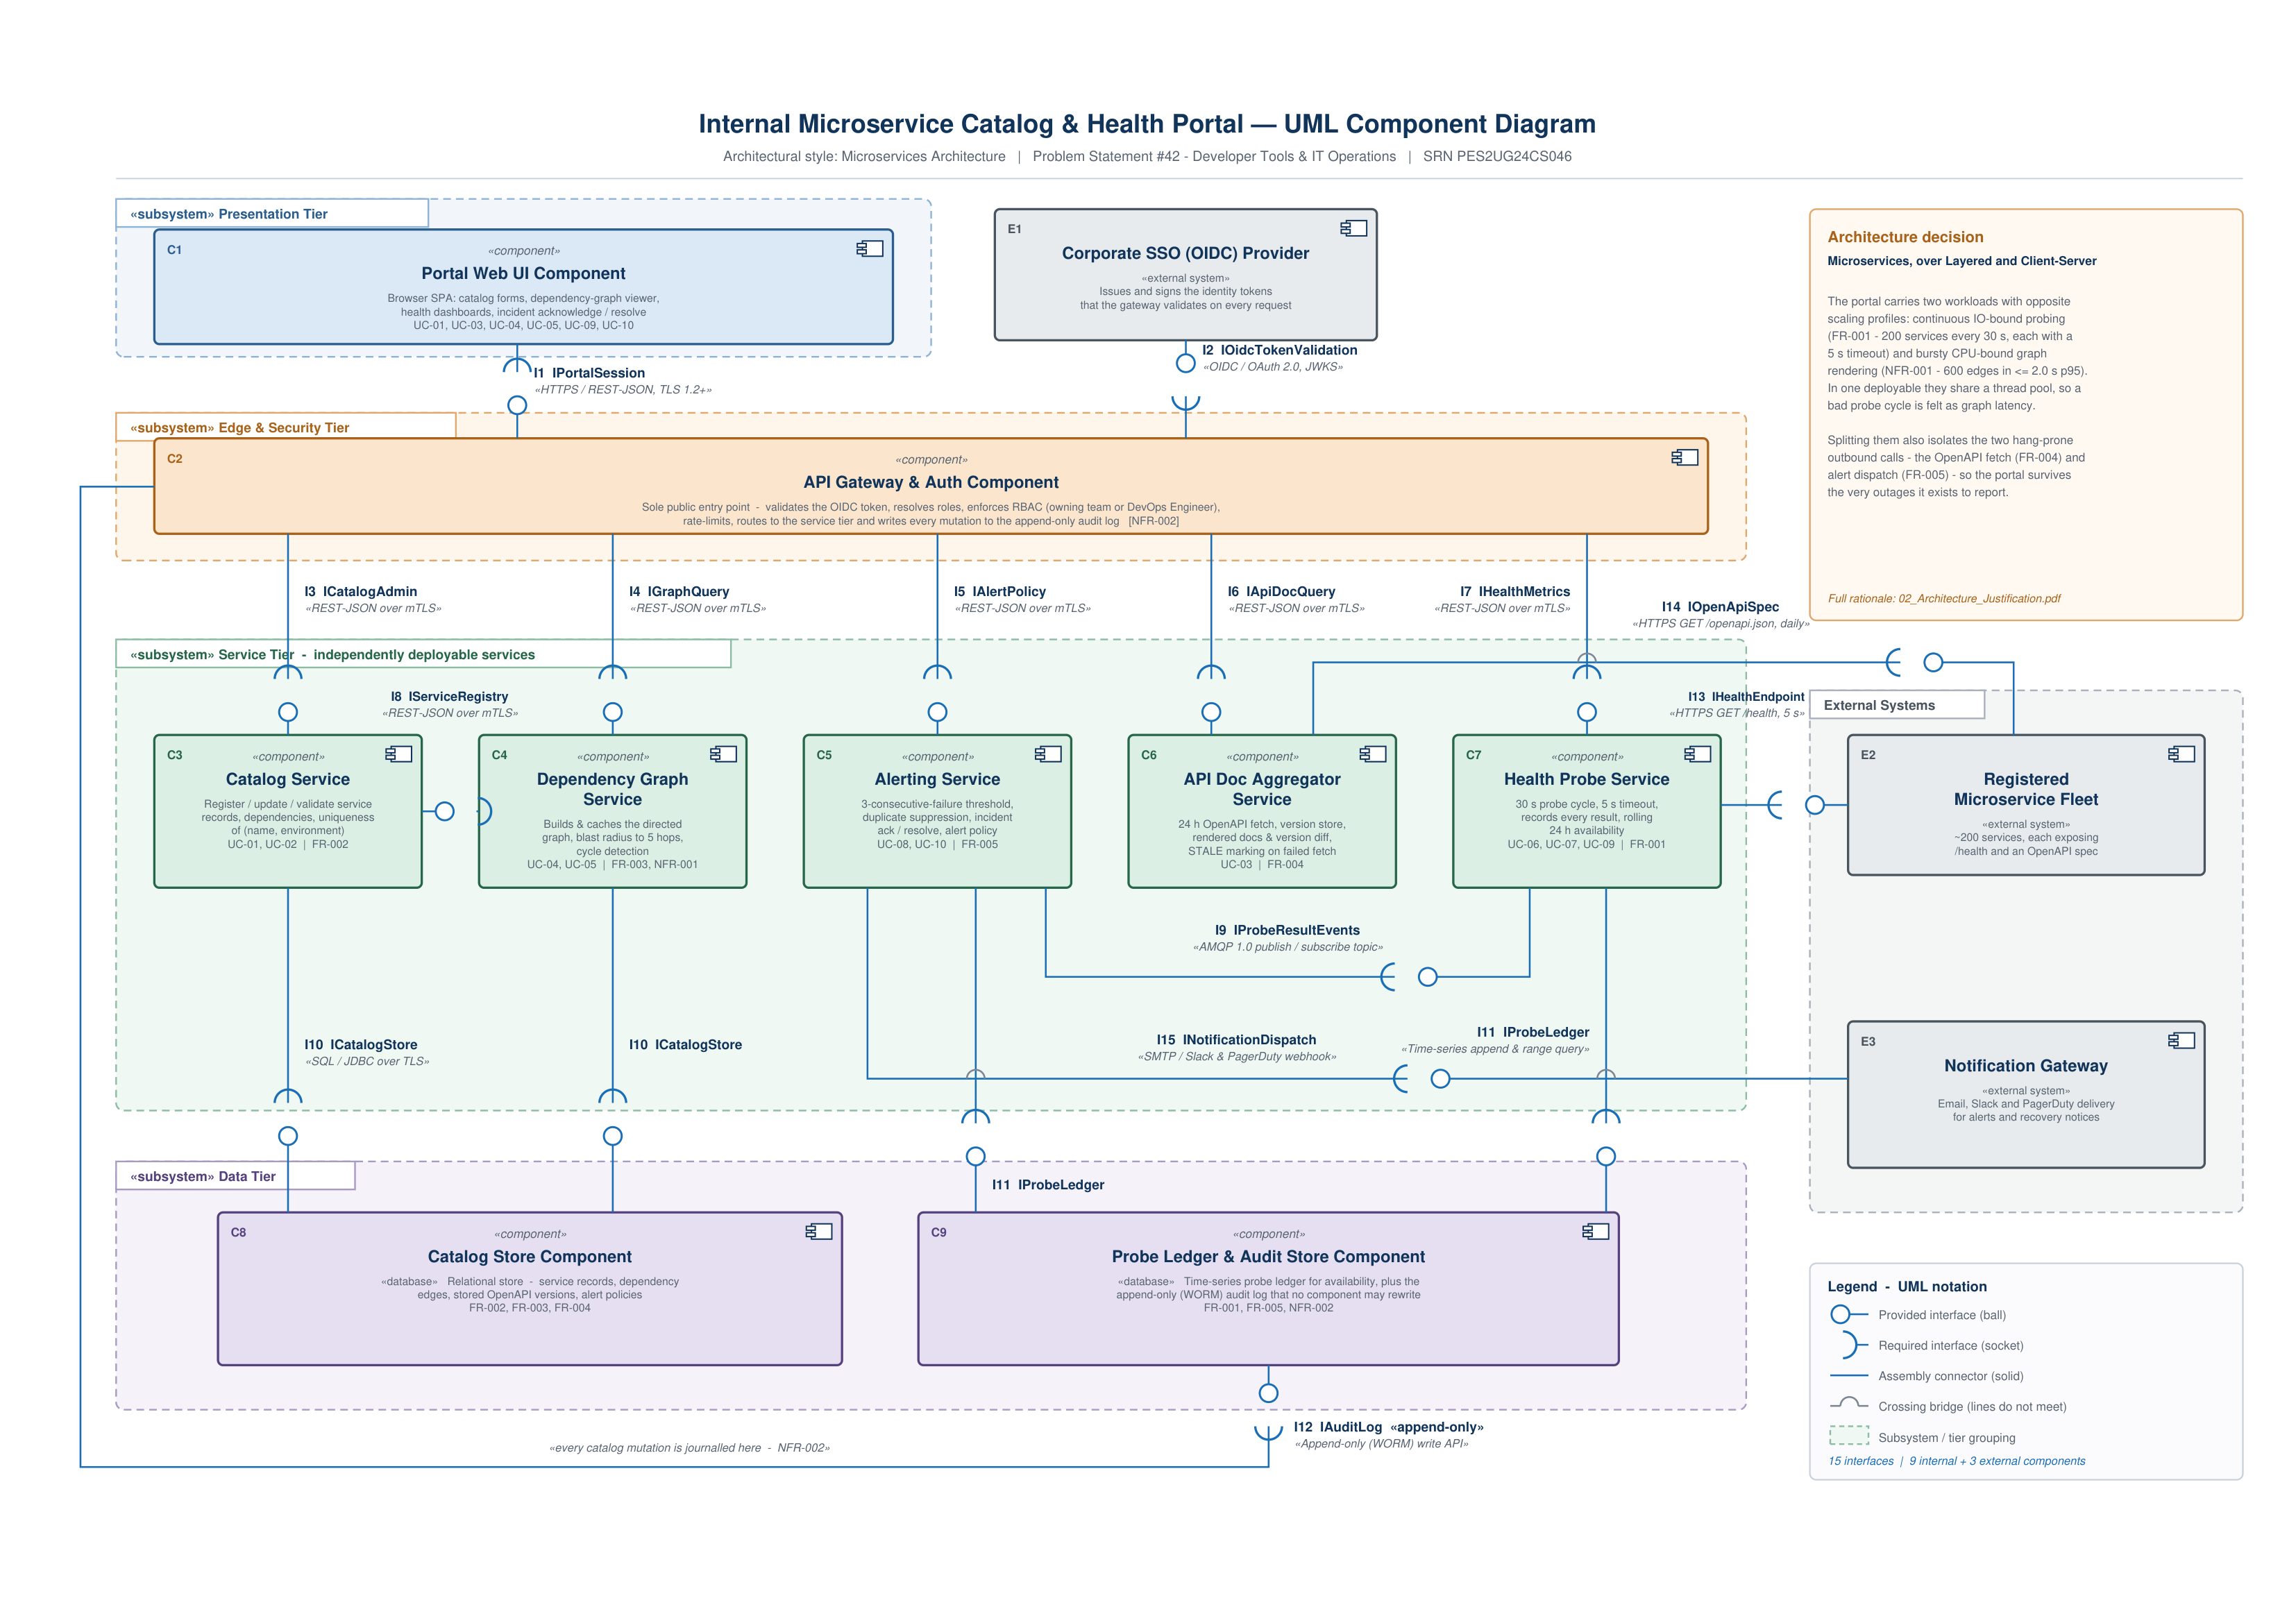 Internal Microservice Catalog & Health Portal — UML Component Diagram
Architectural style: Microservices Architecture | Problem Statement #42 - Developer Tools & IT Operations | SRN PES2UG24CS046
«subsystem» Presentation Tier
C1
«component»
Portal Web UI Component
Browser SPA: catalog forms, dependency-graph viewer,
health dashboards, incident acknowledge / resolve
UC-01, UC-03, UC-04, UC-05, UC-09, UC-10
E1
Corporate SSO (OIDC) Provider
«external system»
Issues and signs the identity tokens
that the gateway validates on every request
Architecture decision
Microservices, over Layered and Client-Server
The portal carries two workloads with opposite
scaling profiles: continuous IO-bound probing
(FR-001 - 200 services every 30 s, each with a
5 s timeout) and bursty CPU-bound graph
rendering (NFR-001 - 600 edges in <= 2.0 s p95).
In one deployable they share a thread pool, so a
bad probe cycle is felt as graph latency.
Splitting them also isolates the two hang-prone
outbound calls - the OpenAPI fetch (FR-004) and
alert dispatch (FR-005) - so the portal survives
the very outages it exists to report.
Full rationale: 02_Architecture_Justification.pdf
I1 IPortalSession
«HTTPS / REST-JSON, TLS 1.2+»
I2 IOidcTokenValidation
«OIDC / OAuth 2.0, JWKS»
«subsystem» Edge & Security Tier
C2
«component»
API Gateway & Auth Component
Sole public entry point - validates the OIDC token, resolves roles, enforces RBAC (owning team or DevOps Engineer),
rate-limits, routes to the service tier and writes every mutation to the append-only audit log [NFR-002]
I3 ICatalogAdmin
«REST-JSON over mTLS»
I4 IGraphQuery
«REST-JSON over mTLS»
I5 IAlertPolicy
«REST-JSON over mTLS»
I6 IApiDocQuery
«REST-JSON over mTLS»
I7 IHealthMetrics
«REST-JSON over mTLS»
I14 IOpenApiSpec
«HTTPS GET /openapi.json, daily»
«subsystem» Service Tier - independently deployable services
I8 IServiceRegistry
«REST-JSON over mTLS»
I13 IHealthEndpoint
«HTTPS GET /health, 5 s»
External Systems
C3
«component»
Catalog Service
Register / update / validate service
records, dependencies, uniqueness
of (name, environment)
UC-01, UC-02 | FR-002
C4
«component»
Dependency Graph
Service
Builds & caches the directed
graph, blast radius to 5 hops,
cycle detection
UC-04, UC-05 | FR-003, NFR-001
C5
«component»
Alerting Service
3-consecutive-failure threshold,
duplicate suppression, incident
ack / resolve, alert policy
UC-08, UC-10 | FR-005
C6
«component»
API Doc Aggregator
Service
24 h OpenAPI fetch, version store,
rendered docs & version diff,
STALE marking on failed fetch
UC-03 | FR-004
C7
«component»
Health Probe Service
30 s probe cycle, 5 s timeout,
records every result, rolling
24 h availability
UC-06, UC-07, UC-09 | FR-001
E2
Registered
Microservice Fleet
«external system»
~200 services, each exposing
/health and an OpenAPI spec
I9 IProbeResultEvents
«AMQP 1.0 publish / subscribe topic»
I10 ICatalogStore
«SQL / JDBC over TLS»
I10 ICatalogStore
I15 INotificationDispatch
«SMTP / Slack & PagerDuty webhook»
I11 IProbeLedger
«Time-series append & range query»
E3
Notification Gateway
«external system»
Email, Slack and PagerDuty delivery
for alerts and recovery notices
«subsystem» Data Tier
I11 IProbeLedger
C8
«component»
Catalog Store Component
«database» Relational store - service records, dependency
edges, stored OpenAPI versions, alert policies
FR-002, FR-003, FR-004
C9
«component»
Probe Ledger & Audit Store Component
«database» Time-series probe ledger for availability, plus the
append-only (WORM) audit log that no component may rewrite
FR-001, FR-005, NFR-002
I12 IAuditLog «append-only»
«Append-only (WORM) write API»
«every catalog mutation is journalled here - NFR-002»
Legend - UML notation
Provided interface (ball)
Required interface (socket)
Assembly connector (solid)
Crossing bridge (lines do not meet)
Subsystem / tier grouping
15 interfaces | 9 internal + 3 external components